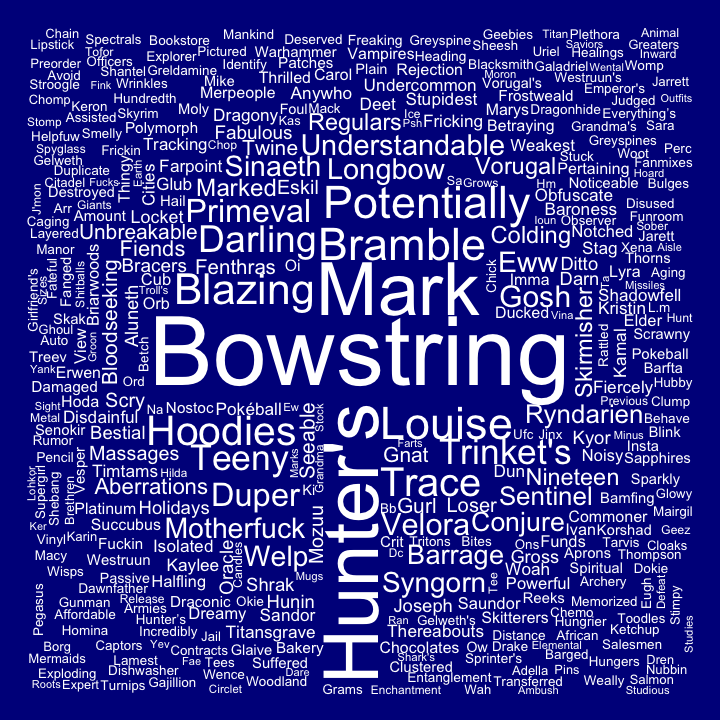 Chain Spectrals Bookstore Mankind Deserved Freaking Greyspine Geebies Titan Plethora Animal
Lipstick Tofor Explorer Pictured Warhammer Vampires Heading Sheesh Uriel Saviors Healings Greaters
Preorder Officers Greldamine Identify Patches Plain Rejection Blacksmith Galadriel Wental Womp Inward
Avoid Shantel Wrinkles Mike Thrilled Carol Undercommon Moron Westruun's Jarrett
Stroogle Fink Merpeople Anywho Stupidest Vorugal's Emperor's
Chomp Keron Hundredth Moly Dragony Foul Mack Deet Frostweald Judged Outfits
Stomp Assisted Skyrim Kas Ice Marys Dragonhide Everything's
Helpfuw Smelly Polymorph Fabulous Regulars Psh Fricking Betraying Grandma's Sara
Spyglass Frickin Tracking Chop Twine Understandable Weakest Greyspines Perc
Gelweth Thingy Farpoint Sinaeth Longbow Vorugal Stuck Woot Fanmixes
Duplicate Earth Cities Glub Marked Eskil Sa Grows Pertaining Hoard
Citadel Fucks Hail Primeval Potentially Hm Noticeable Bulges
J'mon Destroyed Locket Obfuscate Disused
Arr Giants Amount Ioun Observer Funroom
Caging Unbreakable Darling Bramble Baroness Notched Sober
Layered Fiends Colding Jarett
Manor Fateful Fanged Briarwoods Bracers Fenthras Oi Chick Eww Stag Xena Aisle
Girlfriend's Sizes Shitballs Bloodseeking Cub Mark Imma Ditto Lyra Thorns
Skak Troll's Blazing Gosh Darn Ta Aging
Ghoul View Aluneth Orb Ducked Vina Shadowfell Missiles
Auto Groon Betch Bowstring Skirmisher Kristin L.m
Treev Rattled Kamal Elder Hunt
Yank Erwen Ord Scrawny
Damaged Fiercely Pokeball
Sight Hoda Scry Na Nostoc Pokéball Ew Stock Previous Barfta
Metal Disdainful Hoodies Seeable Louise Ryndarien Clump Hubby
Senokir Bestial Hunter's Ufc Jinx Kyor Minus Behave
Rumor Massages Marks Grandma Farts Trinket's Insta Blink
Pencil Vesper Timtams Hilda Teeny Gnat Noisy Sapphires
Lohkor Supergirl Shebang Brethren Aberrations Ki Trace Dun Nineteen Sparkly
Platinum Holidays Duper Mozuu Bb Gurl Loser Sentinel Bamfing Glowy
Ker Succubus Motherfuck Velora Conjure Commoner Mairgil
Vinyl Karin Fuckin Isolated Oracle Crit Tritons Bites Ons Funds Ivan Korshad Geez
Macy Westruun Kaylee Candles Welp Dc Barrage Gross Aprons Tarvis Cloaks
Wisps Passive Halfling Mugs Syngorn Tee Woah Spiritual Thompson Dokie
Pegasus Dawnfather Shrak Powerful Archery Eugh Defeat
Gunman Release Draconic Okie Hunin Joseph Saundor Reeks Memorized Stimpy
Affordable Armies Hunter's Dreamy Sandor Ran Gelweth's Skitterers Chemo Hungrier Toodles Studies
Homina Incredibly Jail Titansgrave Thereabouts Distance African Ketchup
Borg Captors Yev Contracts Glaive Bakery Chocolates Ow Drake Elemental Barged Salesmen
Mermaids Lamest Fae Tees Suffered Shark's Clustered Sprinter's Hungers Dren
Exploding Dishwasher Wence Dare Entanglement Adella Pins Weally Salmon Nubbin
Roots Expert Turnips Gajillion Circlet Woodland Grams Enchantment Wah Transferred Ambush Studious